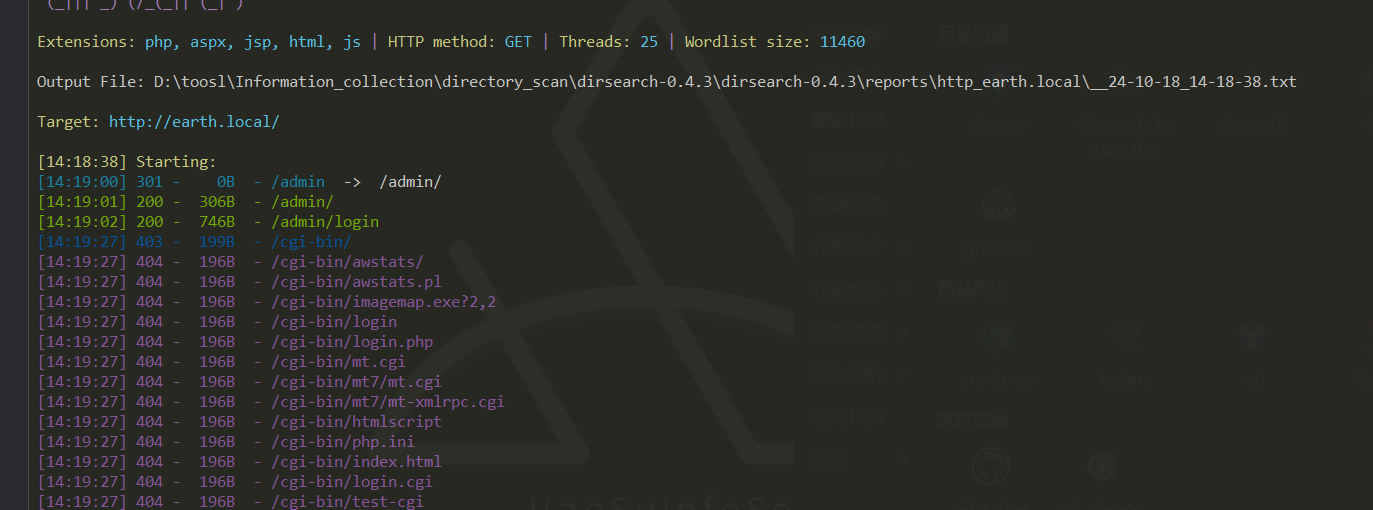 (_||| _) (/_(_|| (_| )
Extensions: php, aspx, jsp, html, js | HTTP method: GET | Threads: 25 | Wordlist size: 11460
Output File: D:\toosl\Information_collection\directory_scan\dirsearch-0.4.3\dirsearch-0.4.3\reports\http_earth.local\__24-10-18_14-18-38.txt
Target: http://earth.local/
[14:18:38] Starting:
[14:19:00] 301 -    0B  - /admin  ->  /admin/
[14:19:01] 200 -  306B  - /admin/
[14:19:02] 200 -  746B  - /admin/login
[14:19:27] 403 -  199B  - /cgi-bin/
[14:19:27] 404 -  196B  - /cgi-bin/awstats/
[14:19:27] 404 -  196B  - /cgi-bin/awstats.pl
[14:19:27] 404 -  196B  - /cgi-bin/imagemap.exe?2,2
[14:19:27] 404 -  196B  - /cgi-bin/login
[14:19:27] 404 -  196B  - /cgi-bin/login.php
[14:19:27] 404 -  196B  - /cgi-bin/mt.cgi
[14:19:27] 404 -  196B  - /cgi-bin/mt7/mt.cgi
[14:19:27] 404 -  196B  - /cgi-bin/mt7/mt-xmlrpc.cgi
[14:19:27] 404 -  196B  - /cgi-bin/htmlscript
[14:19:27] 404 -  196B  - /cgi-bin/php.ini
[14:19:27] 404 -  196B  - /cgi-bin/index.html
[14:19:27] 404 -  196B  - /cgi-bin/login.cgi
[14:19:27] 404 -  196B  - /cgi-bin/test-cgi